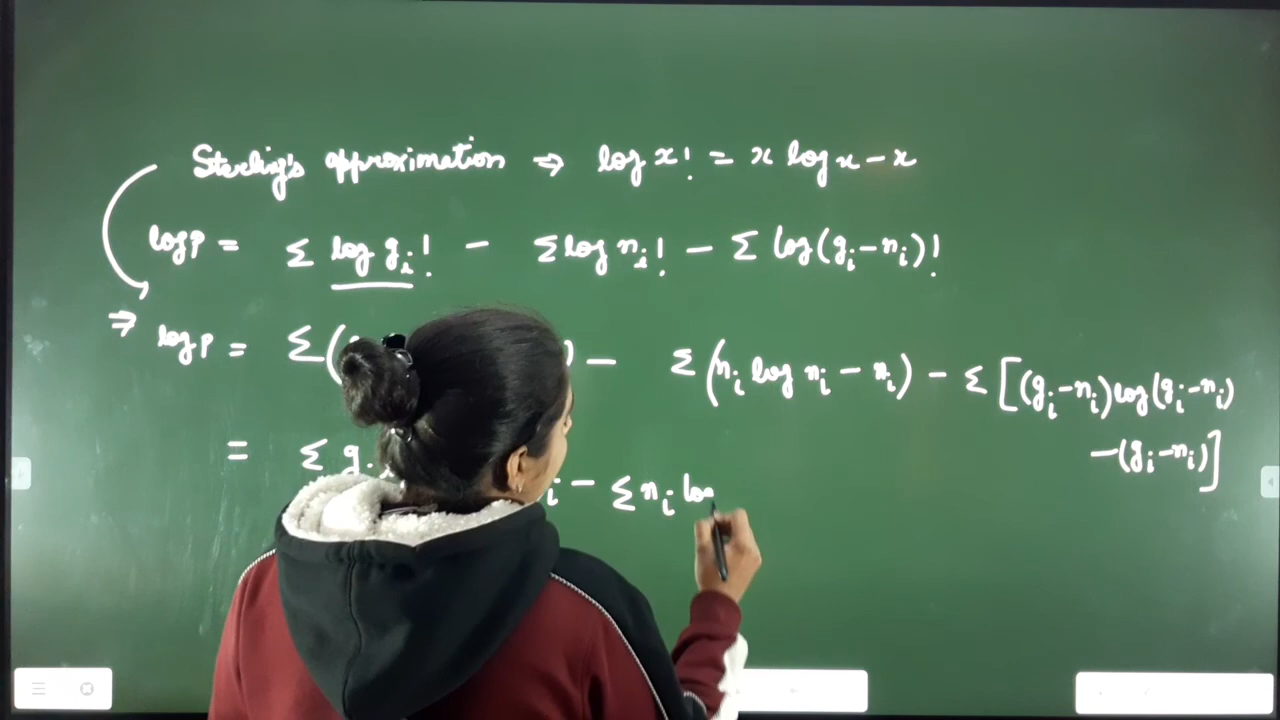 Sterling's approximation ⇒ log x! = x log x - x
log P = Σ log gᵢ! - Σ log nᵢ! - Σ log(gᵢ-nᵢ)!
⇒ log P = Σ( ) - Σ(nᵢ log nᵢ - nᵢ) - Σ[(gᵢ-nᵢ)log(gᵢ-nᵢ)
-(gᵢ-nᵢ)]
= Σ gᵢ ᵢ - Σ nᵢ lo